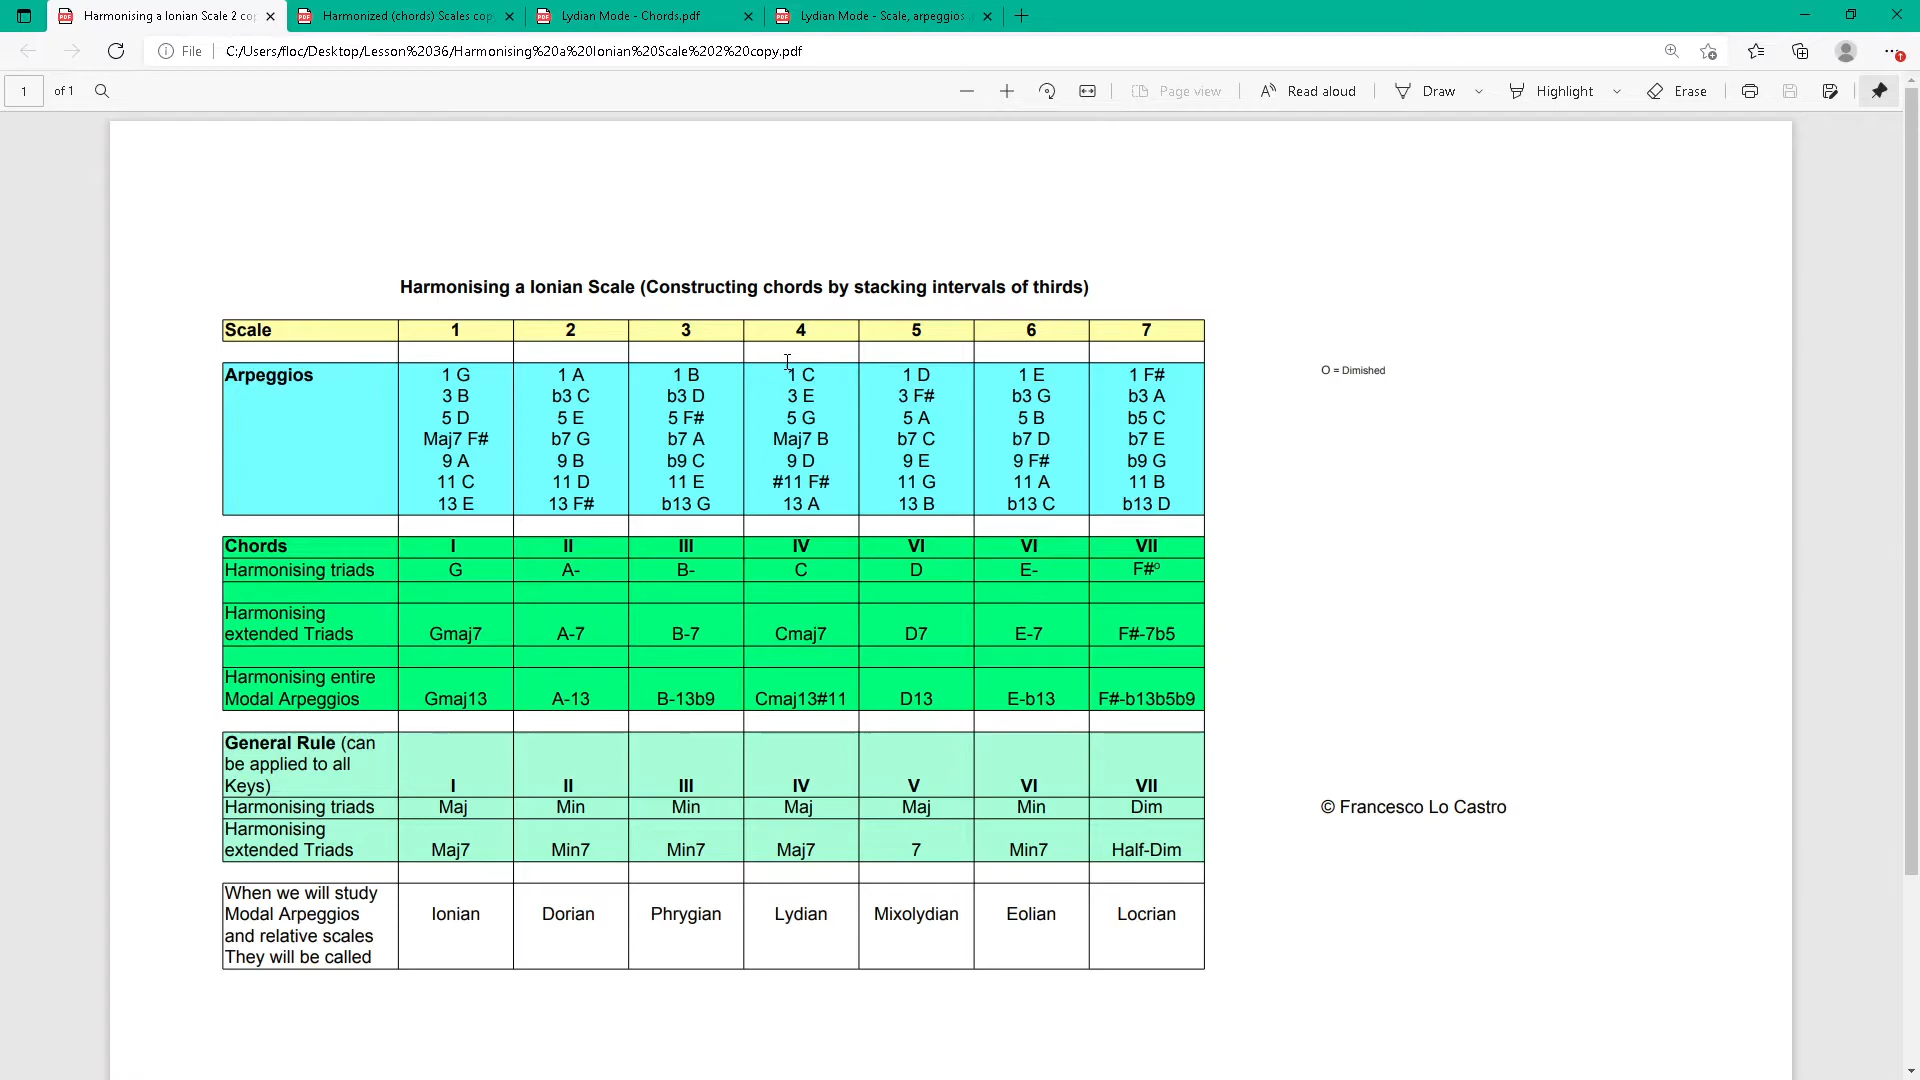 Harmonising a Ionian Scale 2 co
Harmonized (chords) Scales cop
Lydian Mode - Chords.pdf
Lydian Mode - Scale, arpeggios
File
C:/Users/floc/Desktop/Lesson%2036/Harmonising%20a%20Ionian%20Scale%202%20copy.pdf
1 of 1
Page view
Read aloud
Draw
Highlight
Erase
Harmonising a Ionian Scale (Constructing chords by stacking intervals of thirds)
Scale 1 2 3 4 5 6 7
Arpeggios 1 G 1 A 1 B 1 C 1 D 1 E 1 F#
3 B b3 C b3 D 3 E 3 F# b3 G b3 A
5 D 5 E 5 F# 5 G 5 A 5 B b5 C
Maj7 F# b7 G b7 A Maj7 B b7 C b7 D b7 E
9 A 9 B b9 C 9 D 9 E 9 F# b9 G
11 C 11 D 11 E #11 F# 11 G 11 A 11 B
13 E 13 F# b13 G 13 A 13 B b13 C b13 D
O = Dimished
Chords I II III IV VI VI VII
Harmonising triads G A- B- C D E- F#º
Harmonising
extended Triads Gmaj7 A-7 B-7 Cmaj7 D7 E-7 F#-7b5
Harmonising entire
Modal Arpeggios Gmaj13 A-13 B-13b9 Cmaj13#11 D13 E-b13 F#-b13b5b9
General Rule (can
be applied to all
Keys) I II III IV V VI VII
Harmonising triads Maj Min Min Maj Maj Min Dim
© Francesco Lo Castro
Harmonising
extended Triads Maj7 Min7 Min7 Maj7 7 Min7 Half-Dim
When we will study
Modal Arpeggios Ionian Dorian Phrygian Lydian Mixolydian Eolian Locrian
and relative scales
They will be called